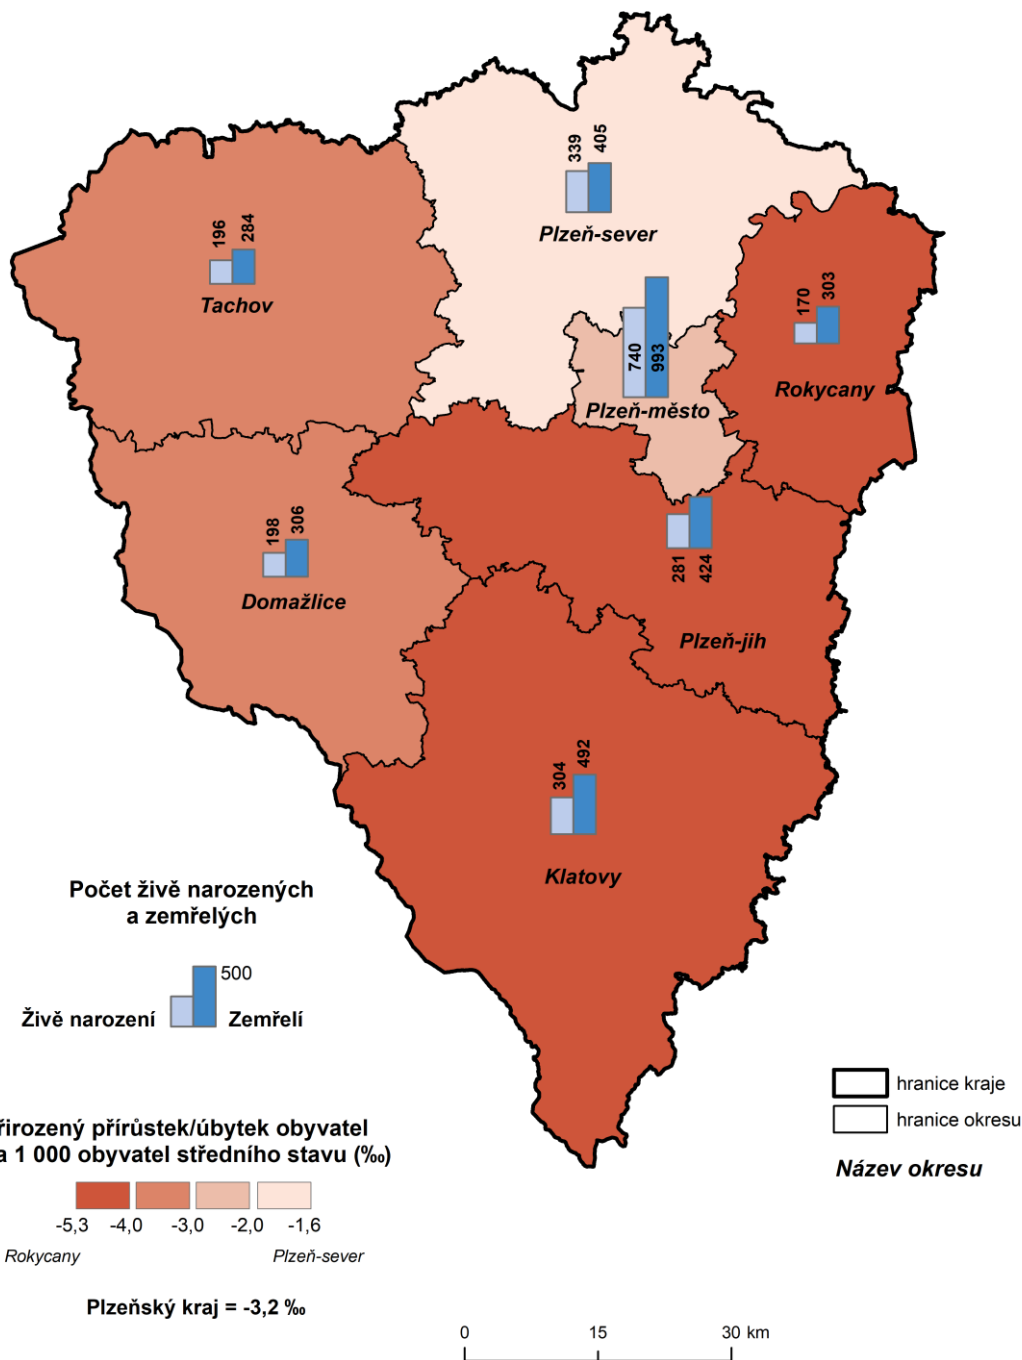 339
405
Plzeň-sever
196
284
Tachov
170
303
Rokycany
740
993
Plzeň-město
198
306
Domažlice
281
424
Plzeň-jih
304
492
Klatovy
Počet živě narozených
a zemřelých
500
Živě narození
Zemřelí
hranice kraje
hranice okresu
Název okresu
řirozený přírůstek/úbytek obyvatel
a 1 000 obyvatel středního stavu (‰)
-5,3 -4,0 -3,0 -2,0 -1,6
Rokycany Plzeň-sever
Plzeňský kraj = -3,2 ‰
0 15 30 km